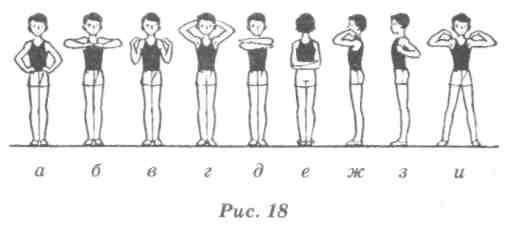 а б в г д е ж з и
Рис. 18